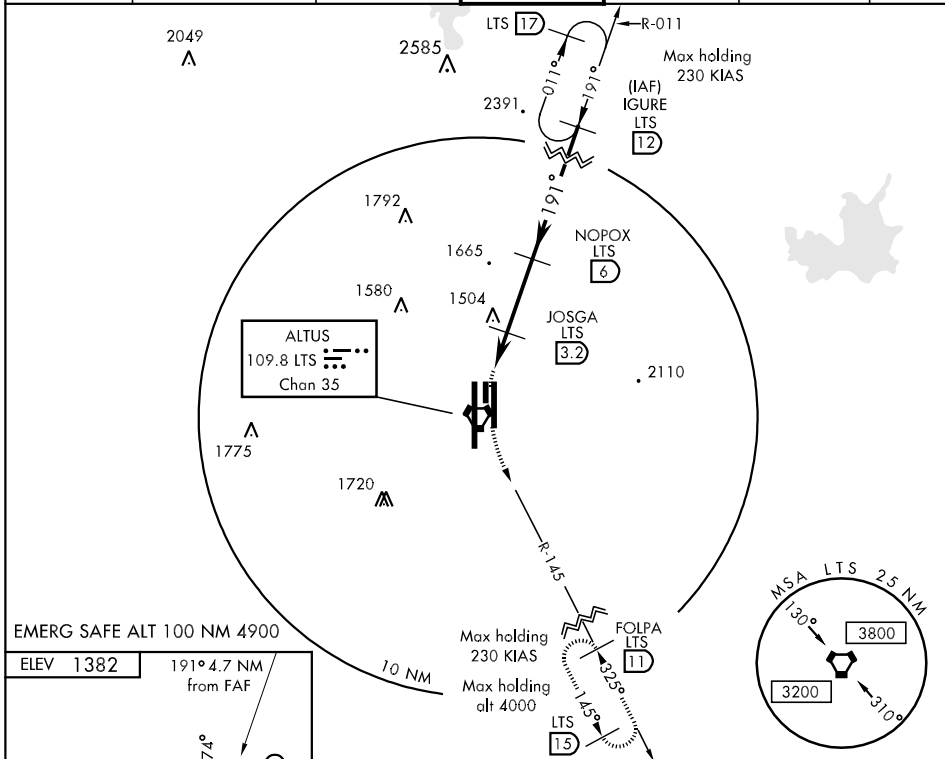 2049
2585
LTS 17
R-011
Max holding
230 KIAS
011°
191°
2391
(IAF)
IGURE
LTS
12
191°
1792
1665
NOPOX
LTS
6
1580
1504
JOSGA
LTS
3.2
ALTUS
109.8 LTS
Chan 35
2110
1775
1720
R-145
MSA LTS 25 NM
130°
3800
3200
310°
EMERG SAFE ALT 100 NM 4900
Max holding
230 KIAS
Max holding
alt 4000
FOLPA
LTS
11
325°
145°
LTS
15
10 NM
ELEV 1382
191° 4.7 NM
from FAF
74°